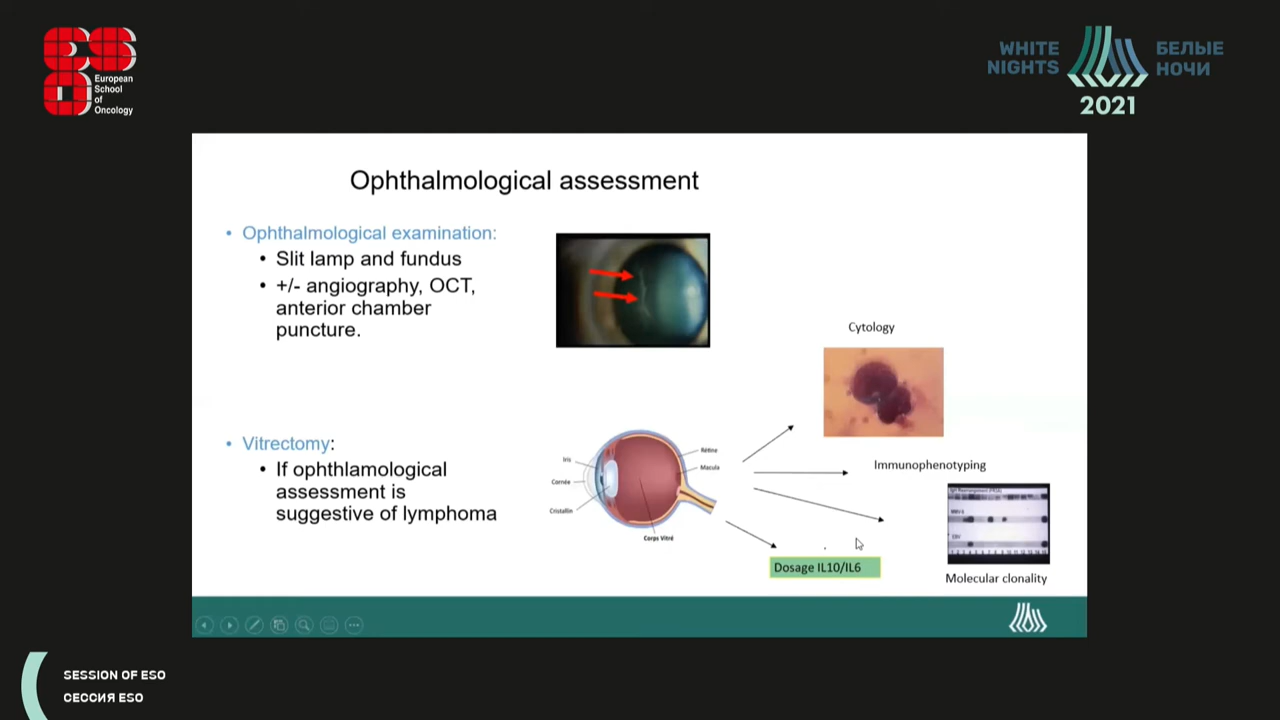 European
School
of
Oncology
WHITE
NIGHTS
БЕЛЫЕ
НОЧИ
2021
Ophthalmological assessment
• Ophthalmological examination:
• Slit lamp and fundus
• +/- angiography, OCT,
anterior chamber
puncture.
• Vitrectomy:
• If ophthlamological
assessment is
suggestive of lymphoma
Iris
Cornée
Cristallin
Rétine
Macula
Corps Vitré
Cytology
Immunophenotyping
Molecular clonality
Dosage IL10/IL6
SESSION OF ESO
СЕССИЯ ESO